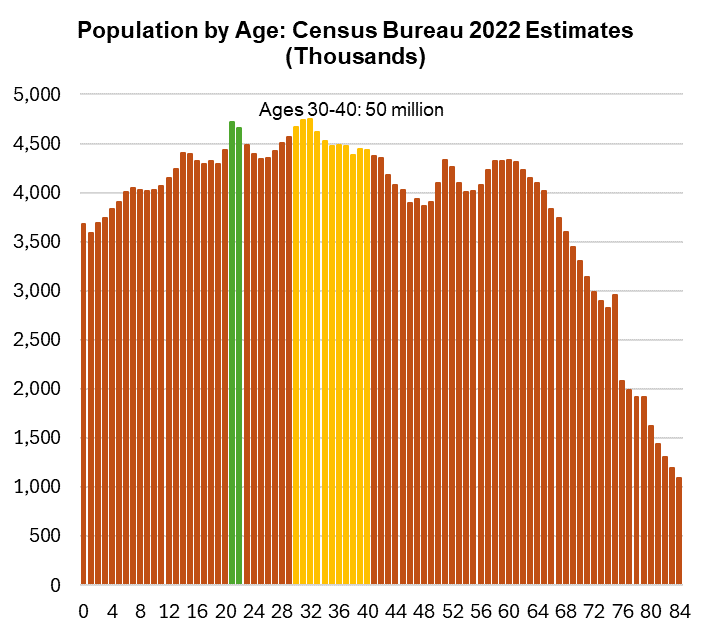 Population by Age: Census Bureau 2022 Estimates
(Thousands)
5,000
Ages 30-40: 50 million
4,500
4,000
3,500
3,000
2,500
2,000
1,500
1,000
500
0
0 4 8 12 16 20 24 28 32 36 40 44 48 52 56 60 64 68 72 76 80 84